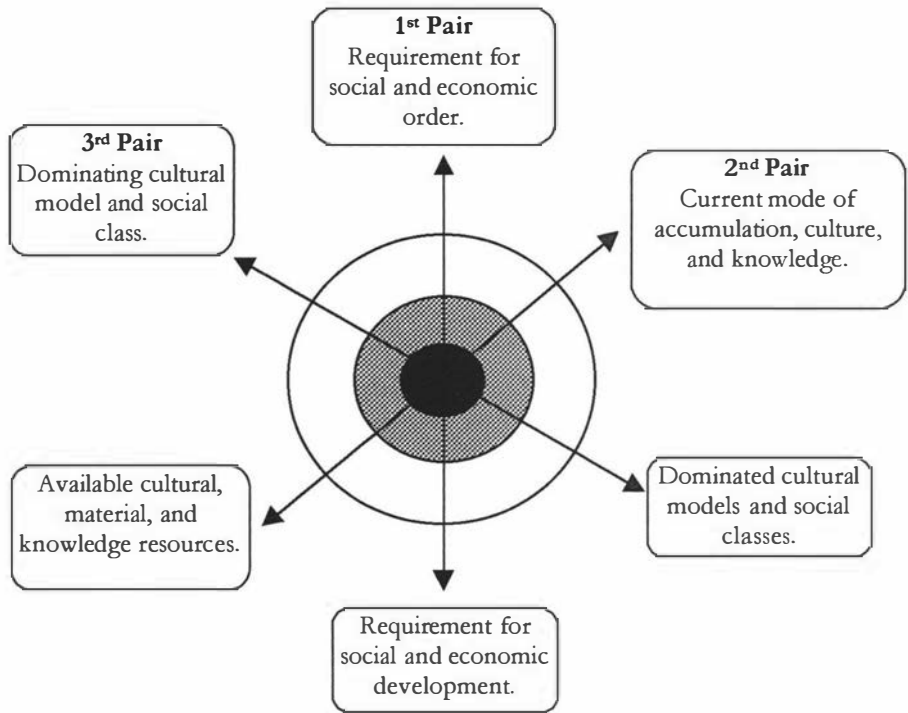 1st Pair
Requirement for
social and economic
order.
3rd Pair
Dominating cultural
model and social
class.
2nd Pair
Current mode of
accumulation, culture,
and knowledge.
Available cultural,
material, and
knowledge resources.
Dominated cultural
models and social
classes.
Requirement for
social and economic
development.